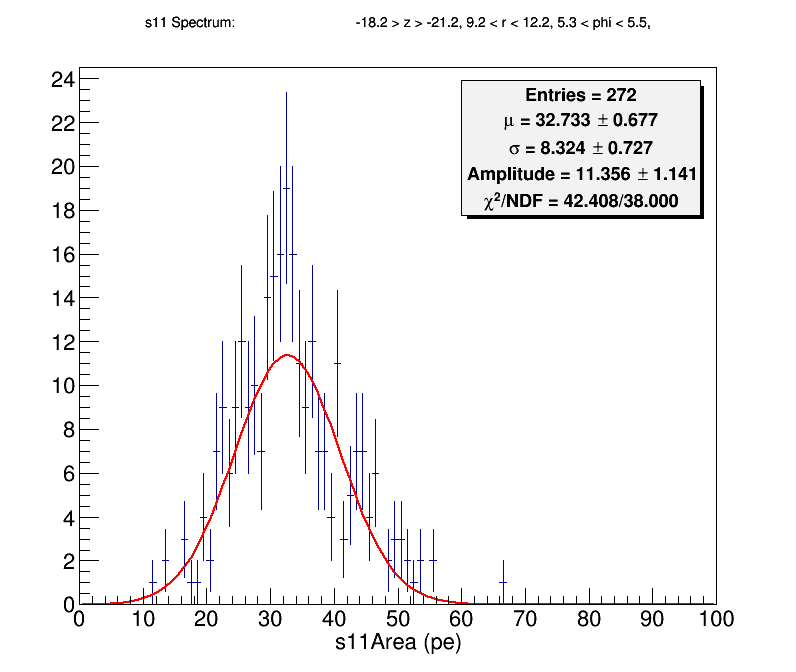 s11 Spectrum: -18.2 > z > -21.2, 9.2 < r < 12.2, 5.3 < phi < 5.5,
Entries = 272
μ = 32.733 ± 0.677
σ = 8.324 ± 0.727
Amplitude = 11.356 ± 1.141
χ²/NDF = 42.408/38.000
24
22
20
18
16
14
12
10
8
6
4
2
0
0 10 20 30 40 50 60 70 80 90 100
s11Area (pe)